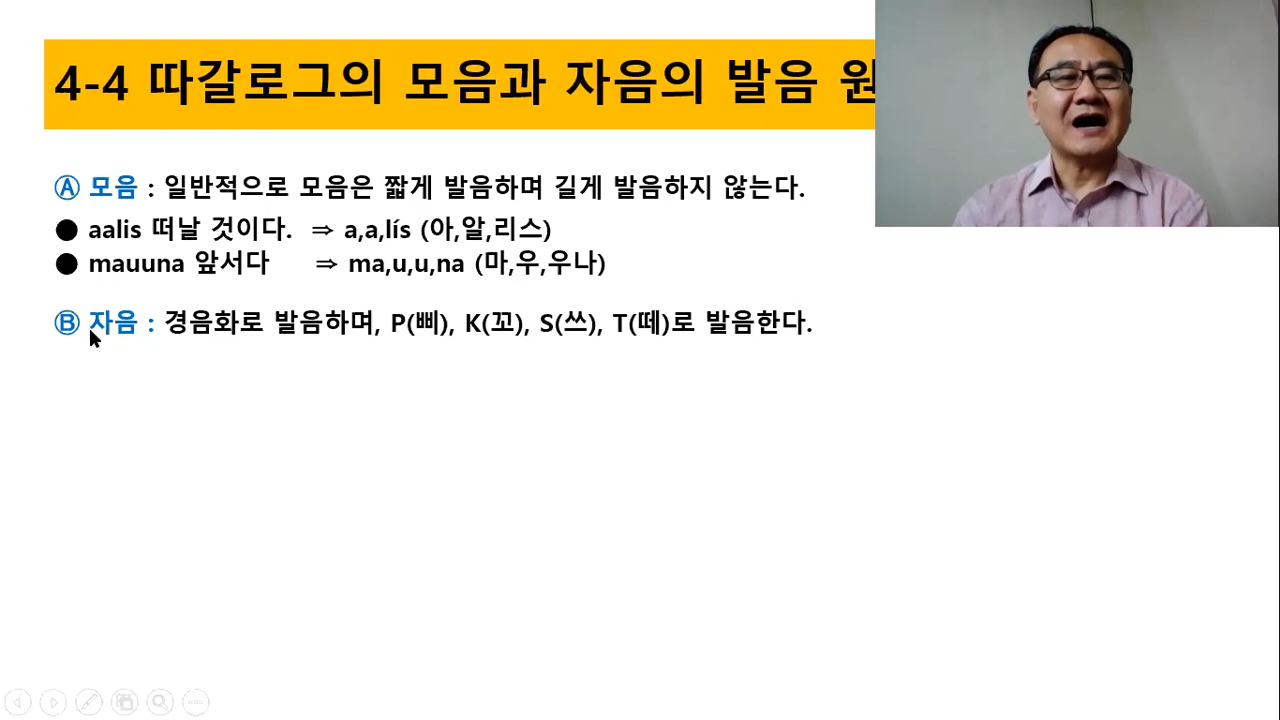 4-4 따갈로그의 모음과 자음의 발음 원
Ⓐ 모음 : 일반적으로 모음은 짧게 발음하며 길게 발음하지 않는다.
● aalis 떠날 것이다. ⇒ a,a,lís (아,알,리스)
● mauuna 앞서다 ⇒ ma,u,u,na (마,우,우나)
Ⓑ 자음 : 경음화로 발음하며, P(삐), K(꼬), S(쓰), T(떼)로 발음한다.